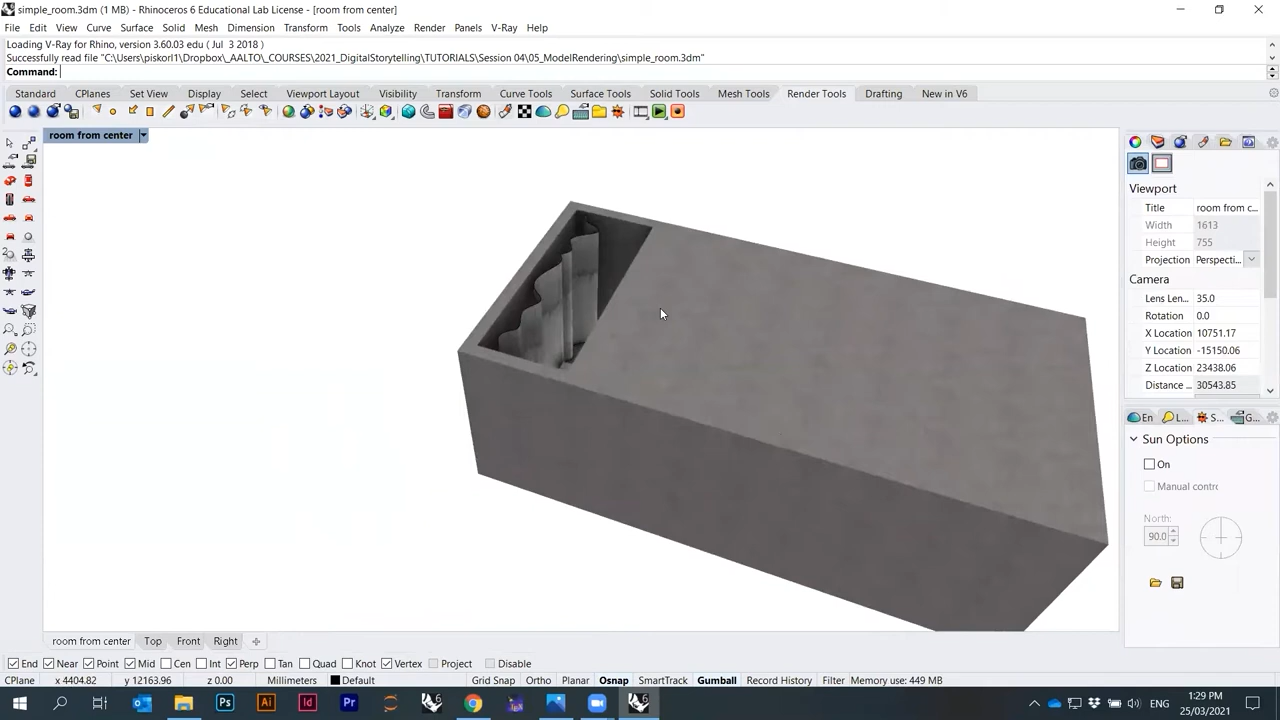 simple_room.3dm (1 MB) - Rhinoceros 6 Educational Lab License - [room from center]
File Edit View Curve Surface Solid Mesh Dimension Transform Tools Analyze Render Panels V-Ray Help
Loading V-Ray for Rhino, version 3.60.03 edu ( Jul 3 2018 )
Successfully read file "C:\Users\piskorl1\Dropbox\_AALTO\_COURSES\2021_DigitalStorytelling\TUTORIALS\Session 04\05_ModelRendering\simple_room.3dm"
Command:
Standard CPlanes Set View Display Select Viewport Layout Visibility Transform Curve Tools Surface Tools Solid Tools Mesh Tools Render Tools Drafting New in V6
room from center
Viewport
Title room from c...
Width 1613
Height 755
Projection Perspecti...
Camera
Lens Len... 35.0
Rotation 0.0
X Location 10751.17
Y Location -15150.06
Z Location 23438.06
Distance 30543.85
En L... S... G...
Sun Options
On
Manual contrc
North:
90.0
room from center Top Front Right
End Near Point Mid Cen Int Perp Tan Quad Knot Vertex Project Disable
CPlane x 4404.82 y 12163.96 z 0.00 Millimeters Default Grid Snap Ortho Planar Osnap SmartTrack Gumball Record History Filter Memory use: 449 MB
Ps Ai Id Pr 6
1:29 PM
25/03/2021